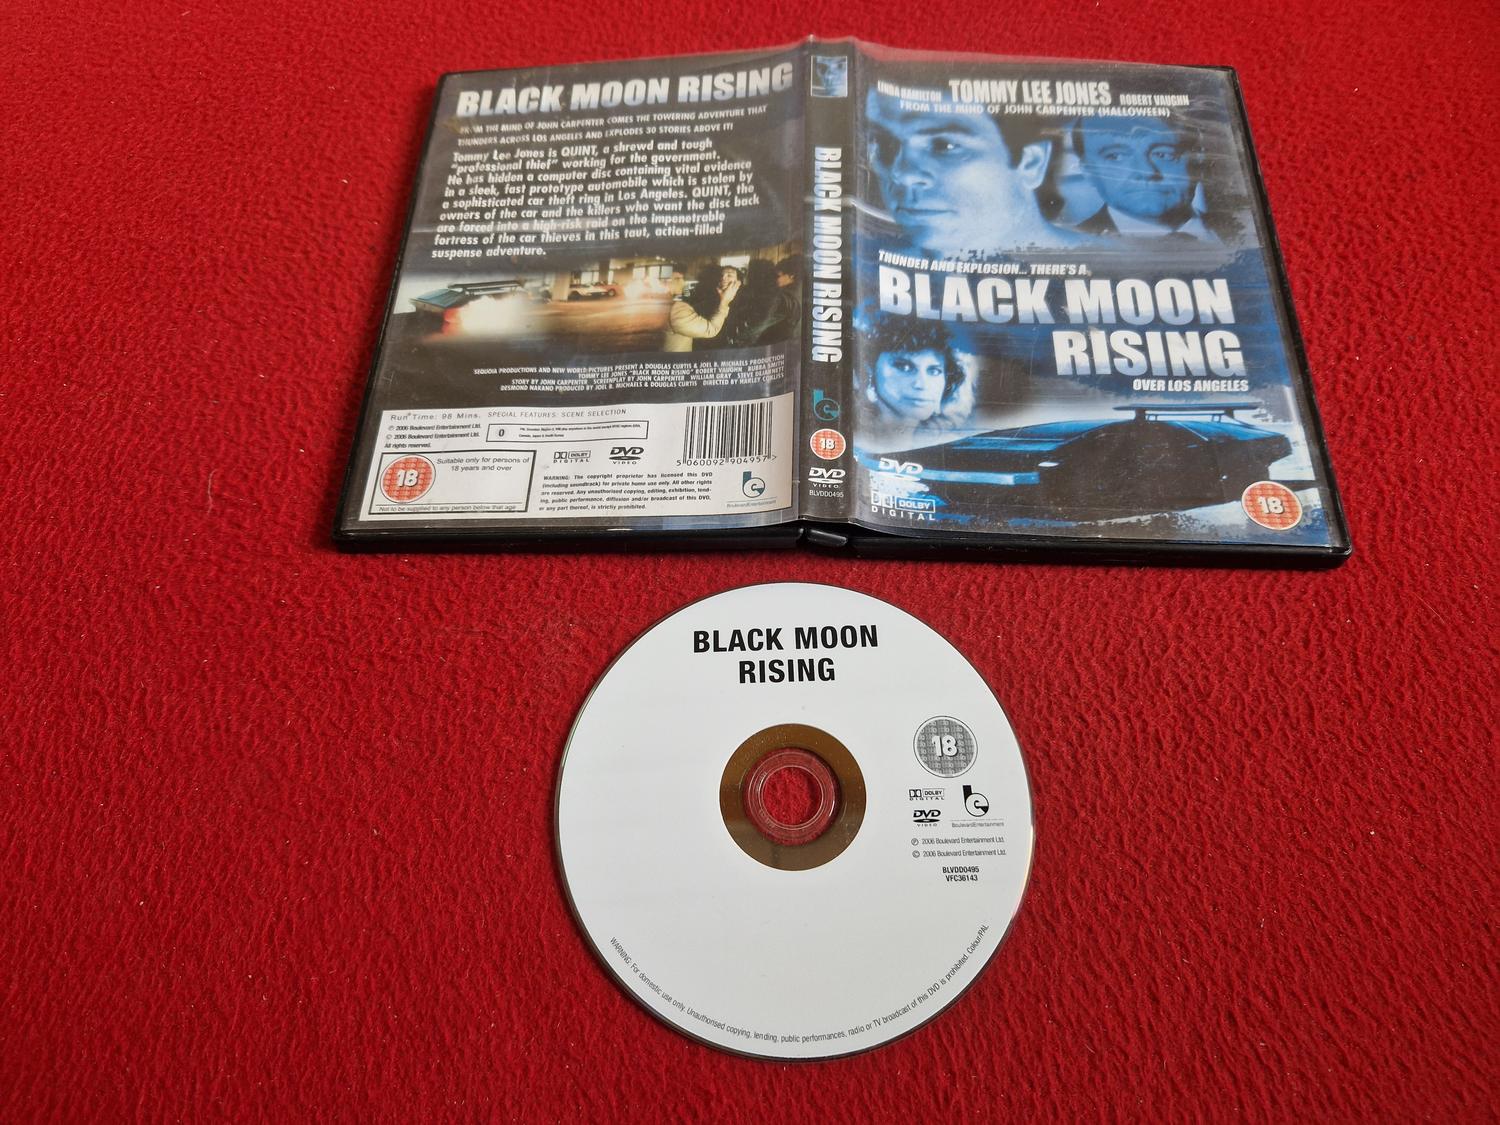 BLACK MOON RISING
FROM THE MIND OF JOHN CARPENTER COMES THE TOWERING ADVENTURE THAT
THUNDERS ACROSS LOS ANGELES AND EXPLODES 30 STORIES ABOVE IT!
Tommy Lee Jones is QUINT, a shrewd and tough
"professional thief" working for the government.
He has hidden a computer disc containing vital evidence
in a sleek, fast prototype automobile which is stolen by
a sophisticated car theft ring in Los Angeles. QUINT, the
owners of the car and the killers who want the disc back
are forced into a high-risk raid on the impenetrable
fortress of the car thieves in this taut, action-filled
suspense adventure.
SEQUOIA PRODUCTIONS AND NEW WORLD PICTURES PRESENT A DOUGLAS CURTIS & JOEL B. MICHAELS PRODUCTION
TOMMY LEE JONES "BLACK MOON RISING" ROBERT VAUGHN BUBBA SMITH
STORY BY JOHN CARPENTER SCREENPLAY BY JOHN CARPENTER WILLIAM GRAY
DESMOND NAKANO PRODUCED BY JOEL B. MICHAELS & DOUGLAS CURTIS DIRECTED BY HARLEY COKLISS
Run Time: 98 Mins. SPECIAL FEATURES: SCENE SELECTION
℗ 2006 Boulevard Entertainment Ltd.
© 2006 Boulevard Entertainment Ltd.
All rights reserved.
0
18
Suitable only for persons of
18 years and over
Not to be supplied to any person below that age
DOLBY
DIGITAL
DVD
VIDEO
WARNING: The copyright proprietor has licensed this DVD
(including soundtrack) for private home use only. All other rights
are reserved. Any unauthorised copying, editing, exhibition, lend-
ing, public performance, diffusion and/or broadcast of this DVD,
or any part thereof, is strictly prohibited.
5 060092 904957 >
BoulevardEntertainment
BLACK MOON RISING
18
DVD
VIDEO
BLVDD0495
LINDA HAMILTON TOMMY LEE JONES ROBERT VAUGHN
FROM THE MIND OF JOHN CARPENTER (HALLOWEEN)
THUNDER AND EXPLOSION... THERE'S A
BLACK MOON
RISING
OVER LOS ANGELES
DVD
DOLBY
DIGITAL
18
BLACK MOON
RISING
18
DOLBY
DIGITAL
DVD
VIDEO
BoulevardEntertainment
℗ 2006 Boulevard Entertainment Ltd.
© 2006 Boulevard Entertainment Ltd.
BLVDD0495
VFC36143
WARNING: For domestic use only. Unauthorised copying, lending, public performances, radio or TV broadcast of this DVD is prohibited. Colour/PAL